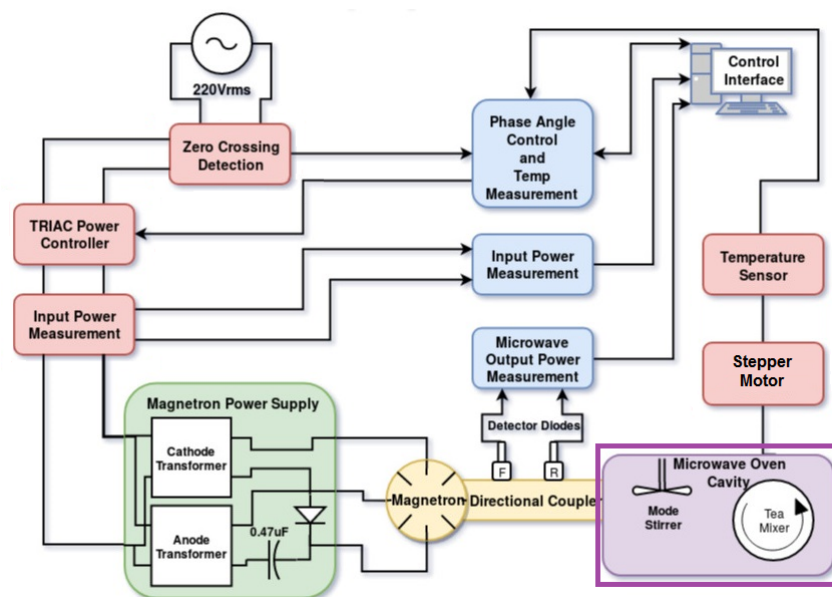 220Vrms
Zero Crossing
Detection
Phase Angle
Control
and
Temp
Measurement
Control
Interface
TRIAC Power
Controller
Input Power
Measurement
Temperature
Sensor
Input Power
Measurement
Microwave
Output Power
Measurement
Stepper
Motor
Magnetron Power Supply
Cathode
Transformer
Detector Diodes
F
R
Magnetron
Directional Coupler
Microwave Oven
Cavity
Mode
Stirrer
Tea
Mixer
Anode
Transformer
0.47uF